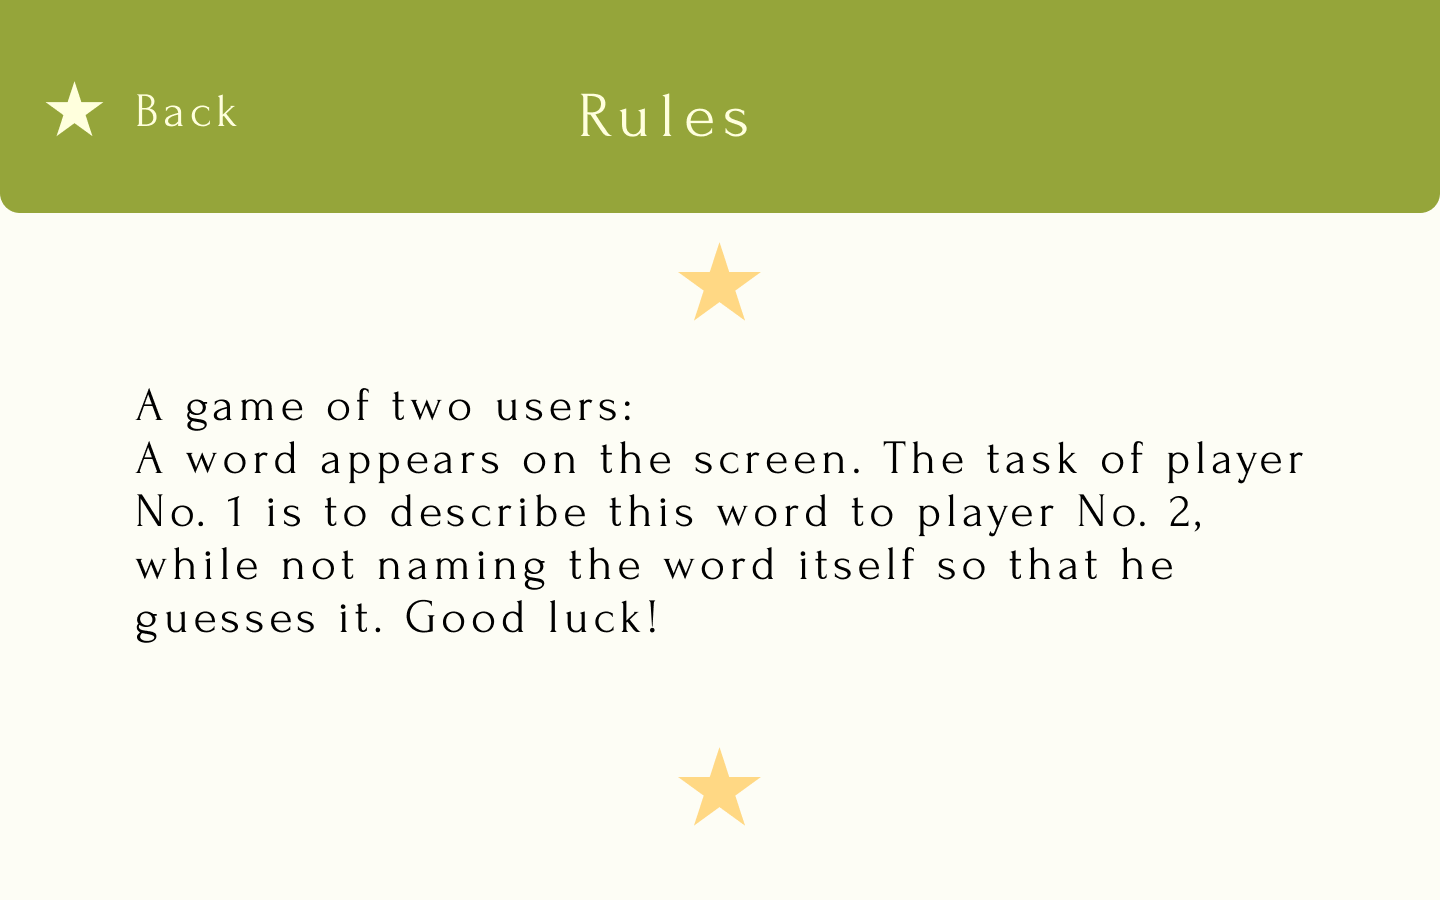 Back
Rules
A game of two users:
A word appears on the screen. The task of player
No. 1 is to describe this word to player No. 2,
while not naming the word itself so that he
guesses it. Good luck!